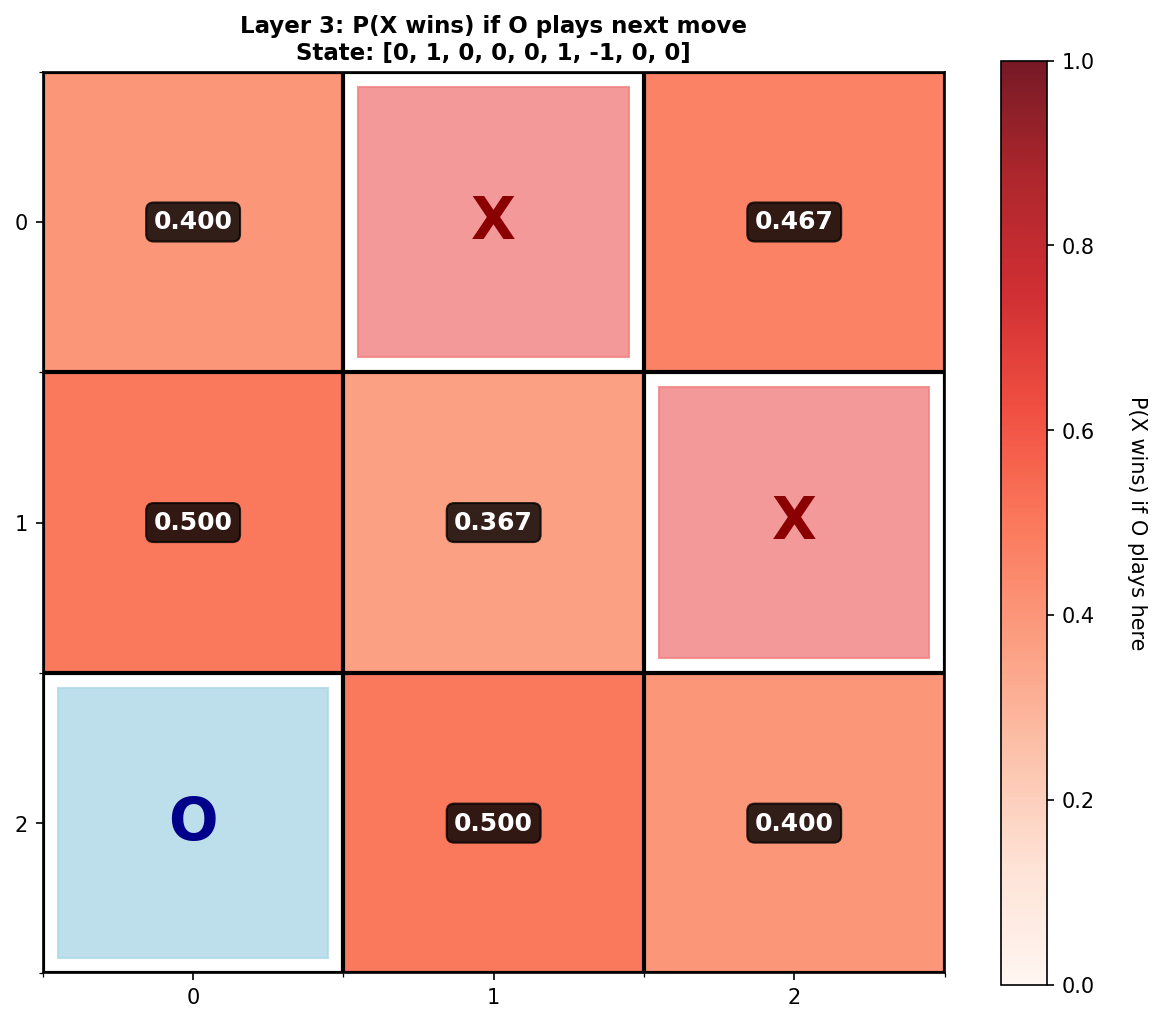 Layer 3: P(X wins) if O plays next move
State: [0, 1, 0, 0, 0, 1, -1, 0, 0]
0.400 X 0.467
0.500 0.367 X
O 0.500 0.400
0
1
2
0 1 2
1.0
0.8
0.6
0.4
0.2
0.0
P(X wins) if O plays here